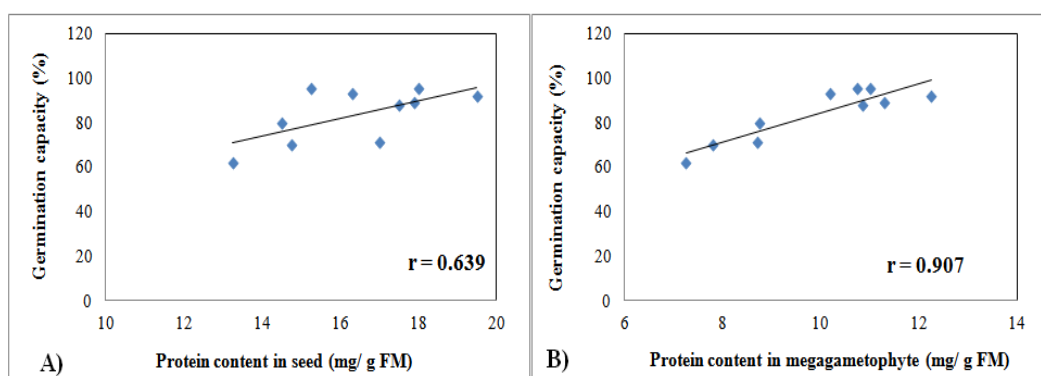 120
100
80
60
40
20
0
Germination capacity (%)
r = 0.639
10 12 14 16 18 20
A) Protein content in seed (mg/ g FM)
120
100
80
60
40
20
0
Germination capacity (%)
r = 0.907
6 8 10 12 14
B) Protein content in megagametophyte (mg/ g FM)